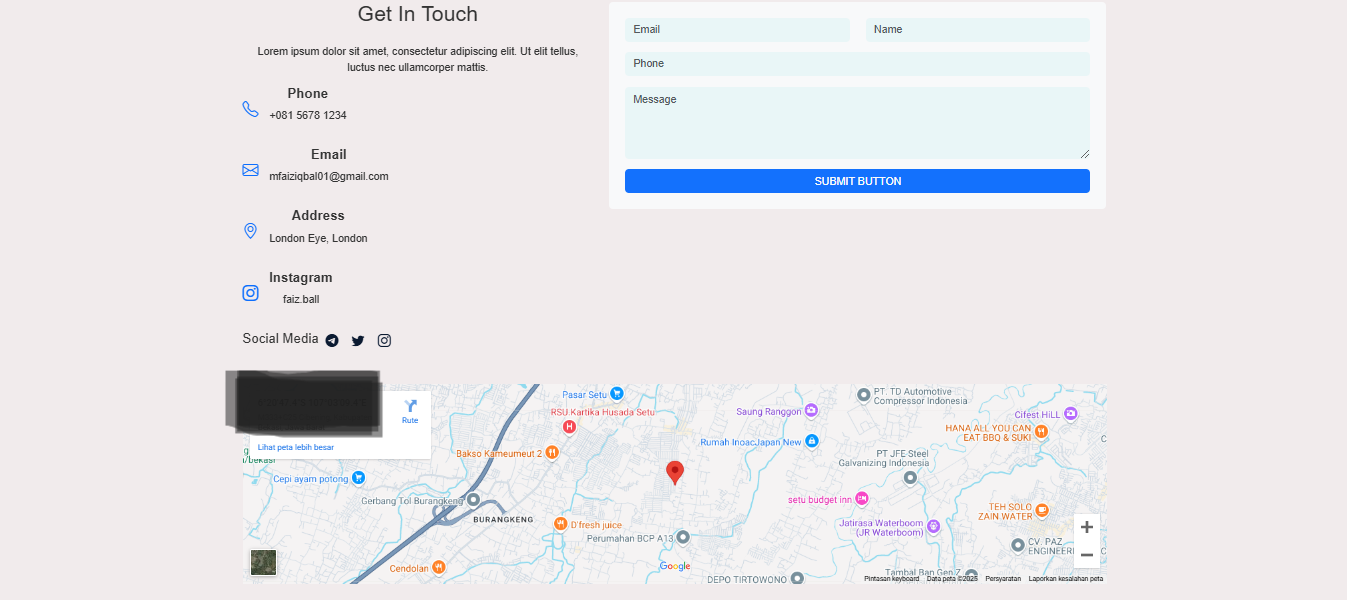 Get In Touch
Lorem ipsum dolor sit amet, consectetur adipiscing elit. Ut elit tellus,
luctus nec ullamcorper mattis.
Phone
+081 5678 1234
Email
mfaiziqbal01@gmail.com
Address
London Eye, London
Instagram
faiz.ball
Social Media
Email
Name
Phone
Message
SUBMIT BUTTON
Rute
Lihat peta lebih besar
g
/bekasi
Pasar Setu
RSU Kartika Husada Setu
Bakso Kameumeut 2
Cepi ayam potong
Gerbang Tol Burangkeng
BURANGKENG
D'fresh juice
Perumahan BCP A13
Cendolan
Google
DEPO TIRTOWONO
Saung Ranggon
Rumah InoacJapan New
PT. TD Automotive
Compressor Indonesia
PT JFE Steel
Galvanizing Indonesia
setu budget inn
Jatirasa Waterboom
(JR Waterboom)
Cifest HiLL
HANA ALL YOU CAN
EAT BBQ & SUKI
C
TEH SOLO
ZAIN WATER
CV. PAZ
ENGINEERI
Tambal Ban Gen Z
Pintasan keyboard
Data peta ©2025
Persyaratan
Laporkan kesalahan peta